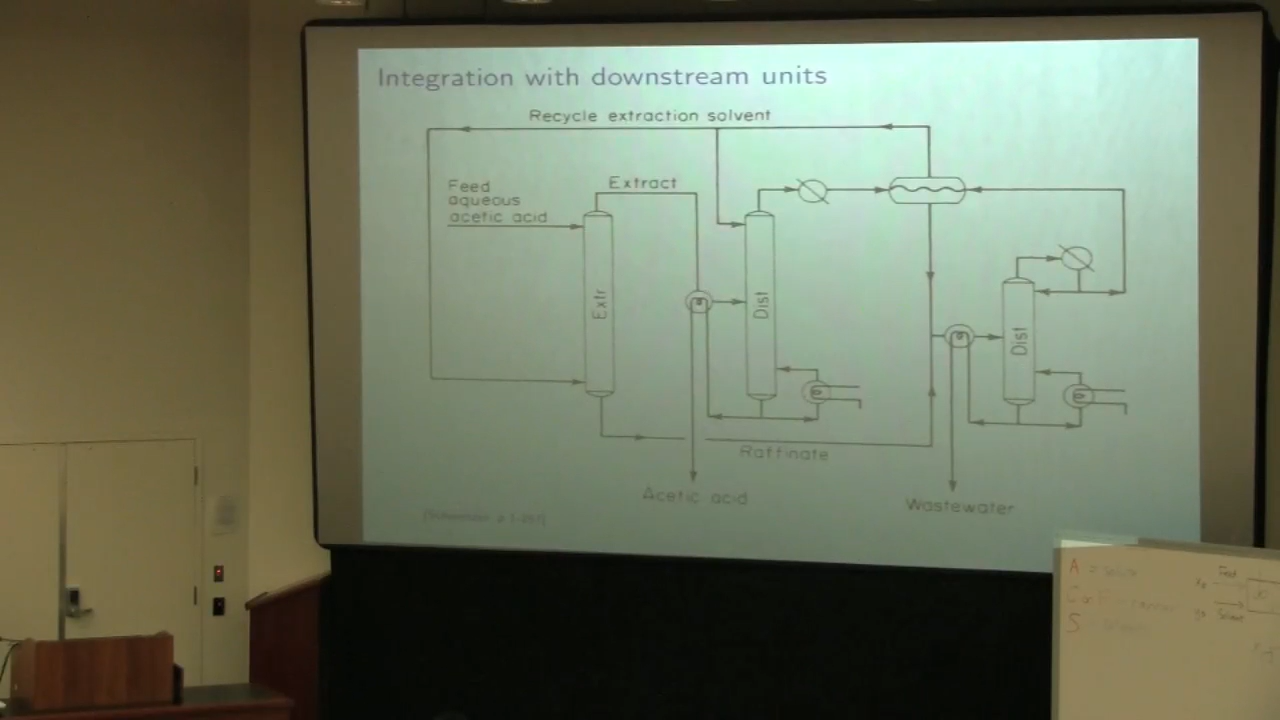 Integration with downstream units
Recycle extraction solvent
Feed
aqueous
acetic acid
Extract
Extr
Dist
Dist
Raffinate
Acetic acid
Wastewater
A =
S
Feed
Solvent